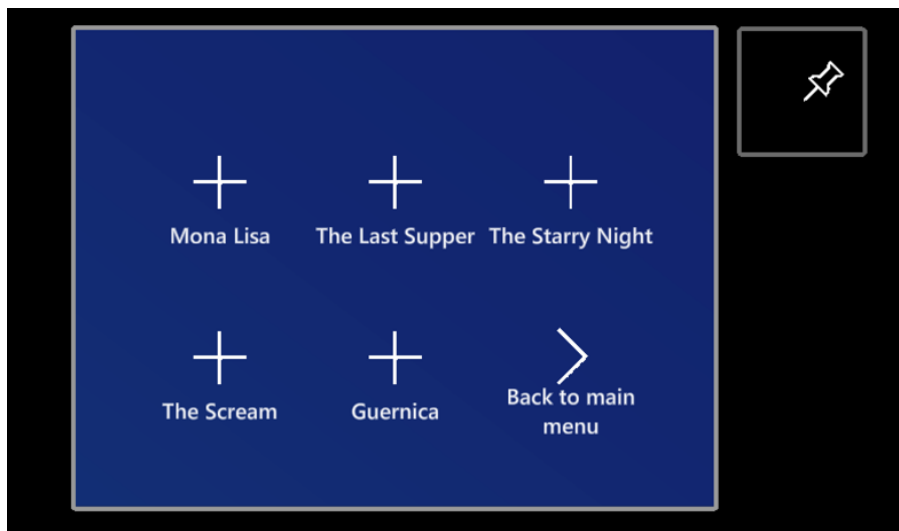 Mona Lisa
The Last Supper
The Starry Night
The Scream
Guernica
Back to main
menu